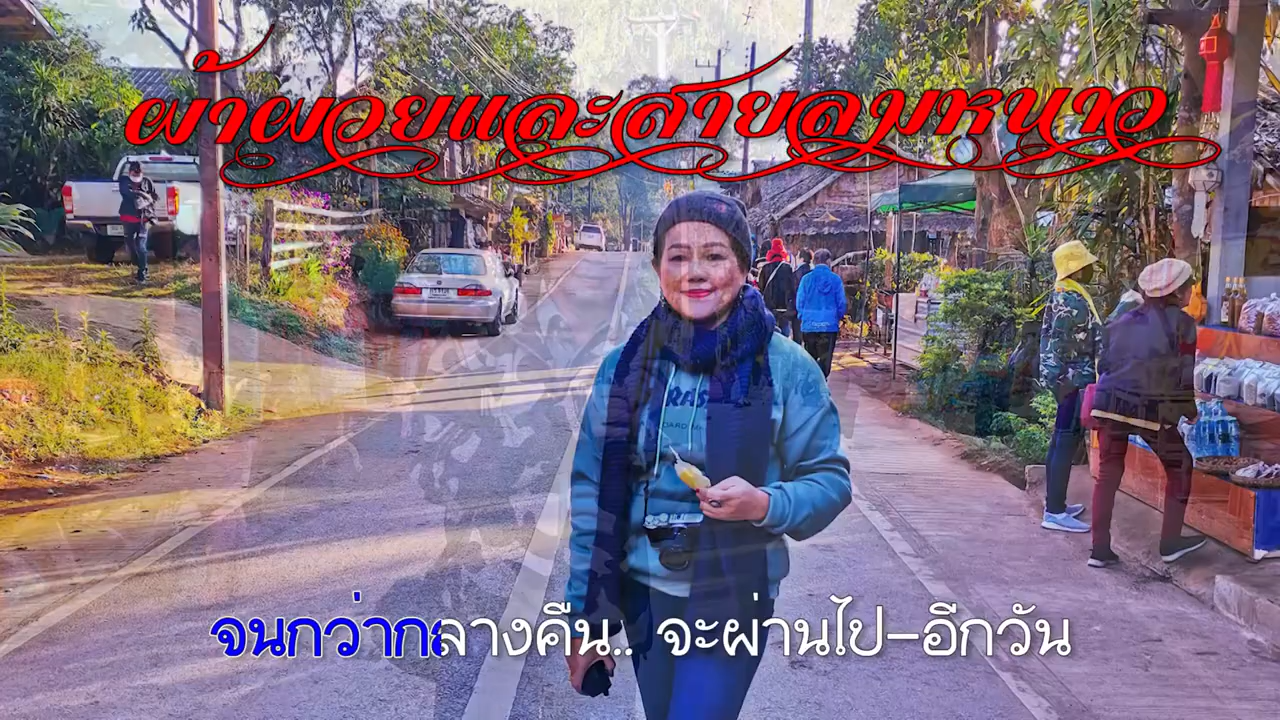 ผ้าผวยและสายลมหนาว
จนกว่ากลางคืน.. จะผ่านไป-อีกวัน